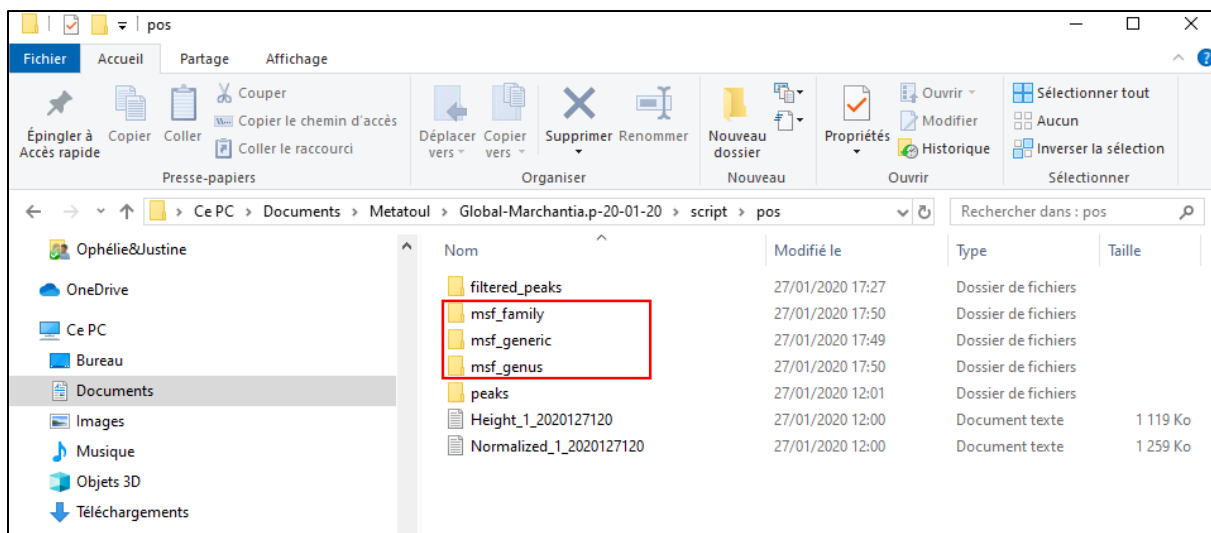 pos
Fichier Accueil Partage Affichage
Épingler à Accès rapide
Copier
Coller
Couper
Copier le chemin d'accès
Coller le raccourci
Presse-papiers
Déplacer vers
Copier vers
Supprimer
Renommer
Organiser
Nouveau dossier
Nouveau
Propriétés
Ouvrir
Modifier
Historique
Ouvrir
Sélectionner tout
Aucun
Inverser la sélection
Sélectionner
Ce PC > Documents > Metatoul > Global-Marchantia.p-20-01-20 > script > pos
Rechercher dans : pos
Ophélie&Justine
OneDrive
Ce PC
Bureau
Documents
Images
Musique
Objets 3D
Téléchargements
Nom Modifié le Type Taille
filtered_peaks 27/01/2020 17:27 Dossier de fichiers
msf_family 27/01/2020 17:50 Dossier de fichiers
msf_generic 27/01/2020 17:49 Dossier de fichiers
msf_genus 27/01/2020 17:50 Dossier de fichiers
peaks 27/01/2020 12:01 Dossier de fichiers
Height_1_2020127120 27/01/2020 12:00 Document texte 1 119 Ko
Normalized_1_2020127120 27/01/2020 12:00 Document texte 1 259 Ko